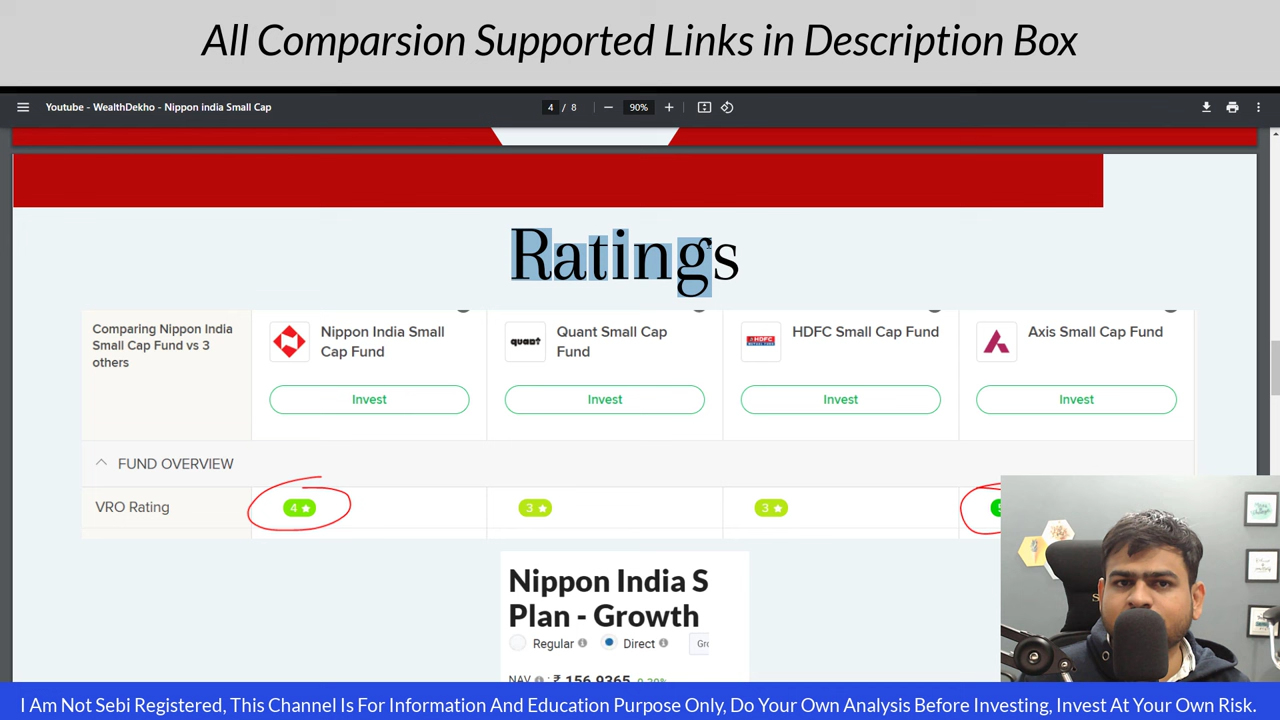 All Comparsion Supported Links in Description Box
Youtube - WealthDekho - Nippon india Small Cap
4 / 8
90%
Ratings
Comparing Nippon India
Small Cap Fund vs 3
others
Nippon India Small
Cap Fund
Invest
quant
Quant Small Cap
Fund
Invest
HDFC
HDFC Small Cap Fund
Invest
Axis Small Cap Fund
Invest
FUND OVERVIEW
VRO Rating
4
3
3
Nippon India S
Plan - Growth
Regular
Direct
NAV
I Am Not Sebi Registered, This Channel Is For Information And Education Purpose Only, Do Your Own Analysis Before Investing, Invest At Your Own Risk.